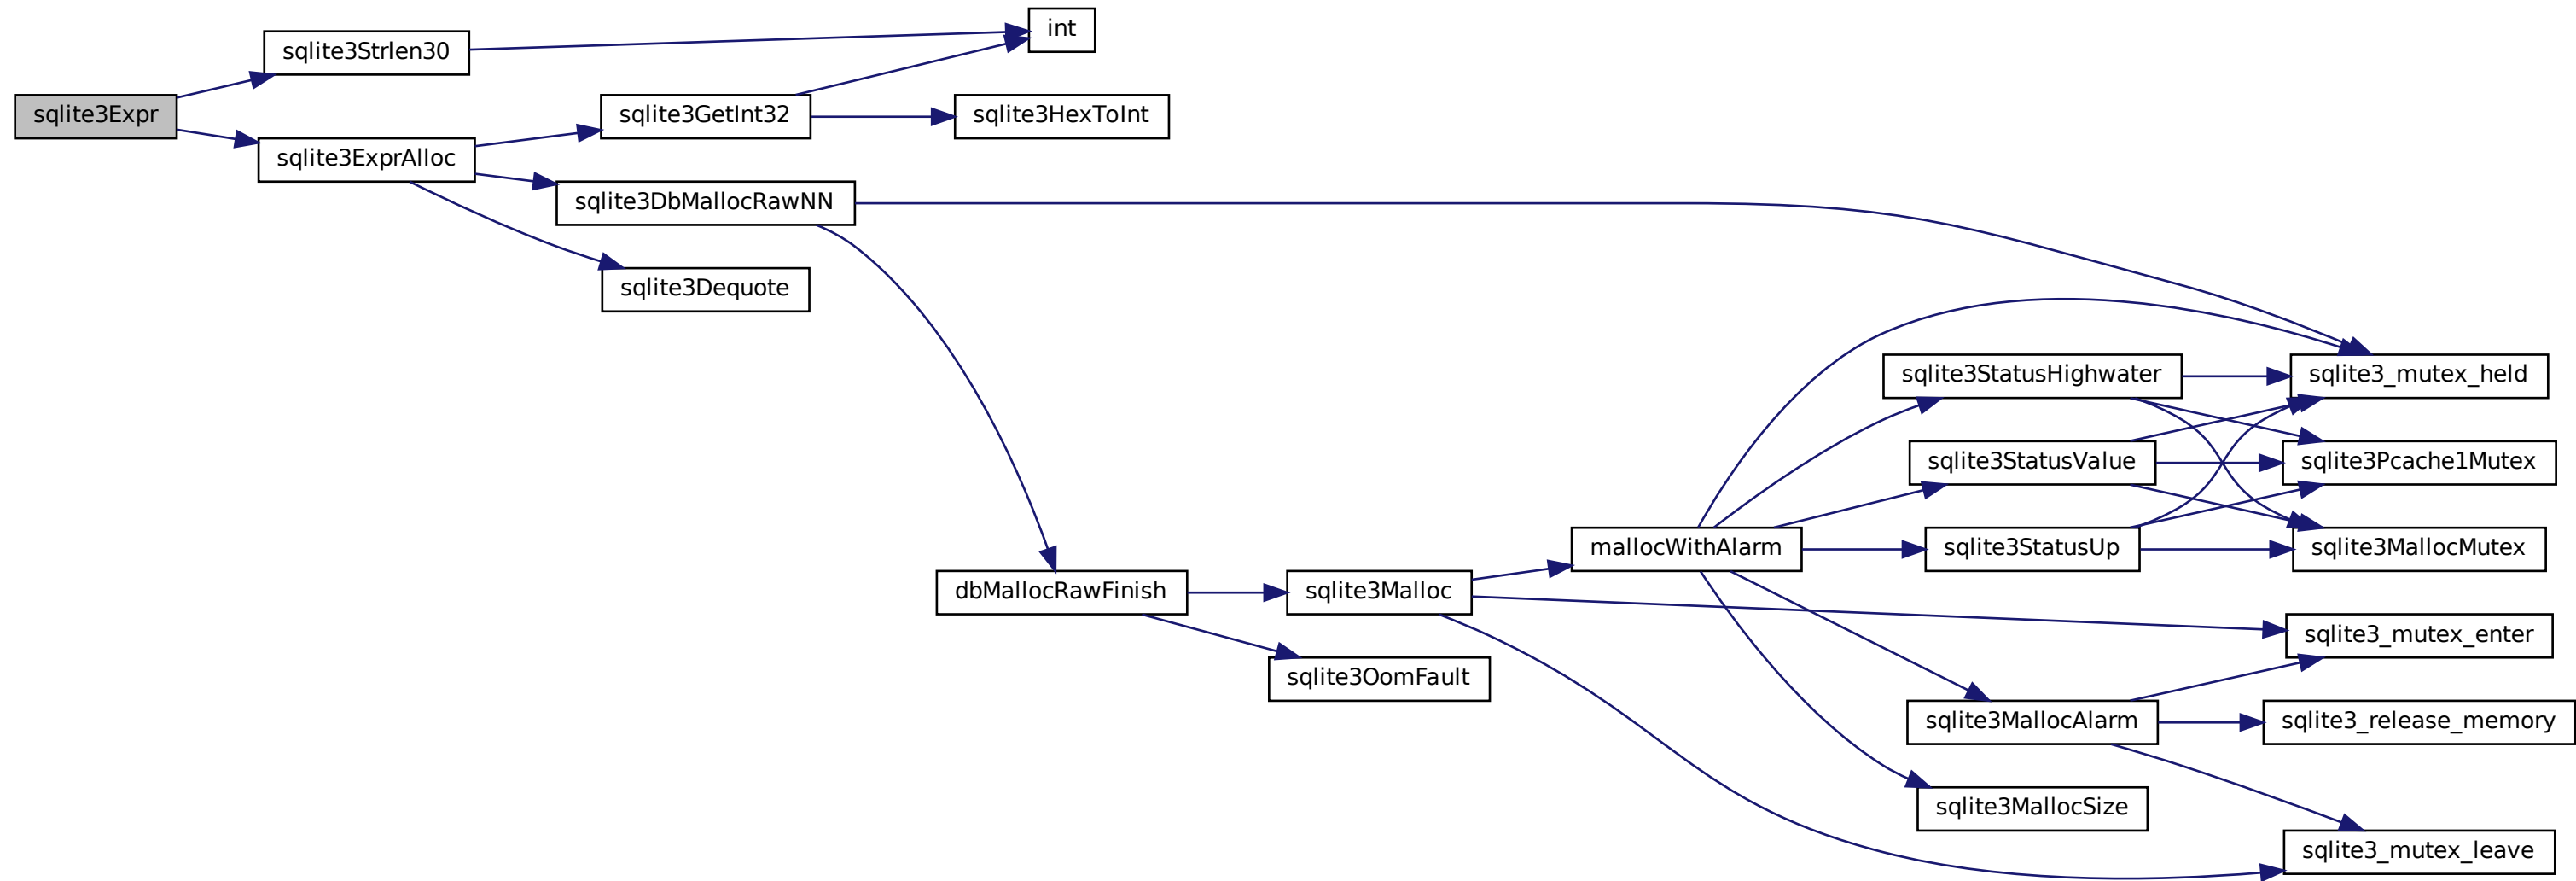 int
sqlite3Strlen30
sqlite3Expr
sqlite3GetInt32
sqlite3HexToInt
sqlite3ExprAlloc
sqlite3DbMallocRawNN
sqlite3Dequote
sqlite3StatusHighwater
sqlite3_mutex_held
sqlite3StatusValue
sqlite3Pcache1Mutex
mallocWithAlarm
sqlite3StatusUp
sqlite3MallocMutex
dbMallocRawFinish
sqlite3Malloc
sqlite3_mutex_enter
sqlite3OomFault
sqlite3MallocAlarm
sqlite3_release_memory
sqlite3MallocSize
sqlite3_mutex_leave